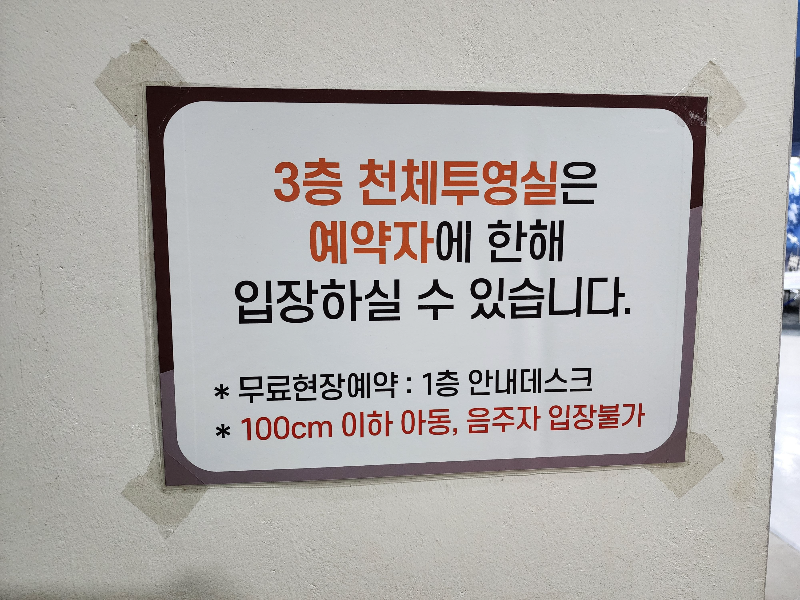 3층 천체투영실은
예약자에 한해
입장하실 수 있습니다.
* 무료현장예약 : 1층 안내데스크
* 100cm 이하 아동, 음주자 입장불가